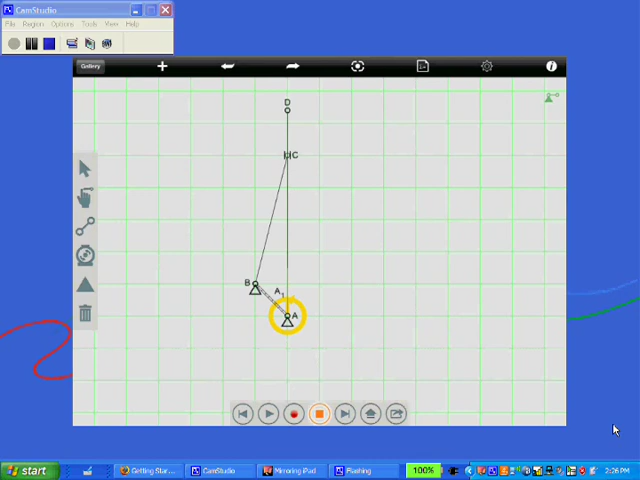 CamStudio
File Region Options Tools View Help
Gallery
D
C
B
A
A
start
Getting Star...
CamStudio
Mirroring iPad
Flashing
100%
2:26 PM